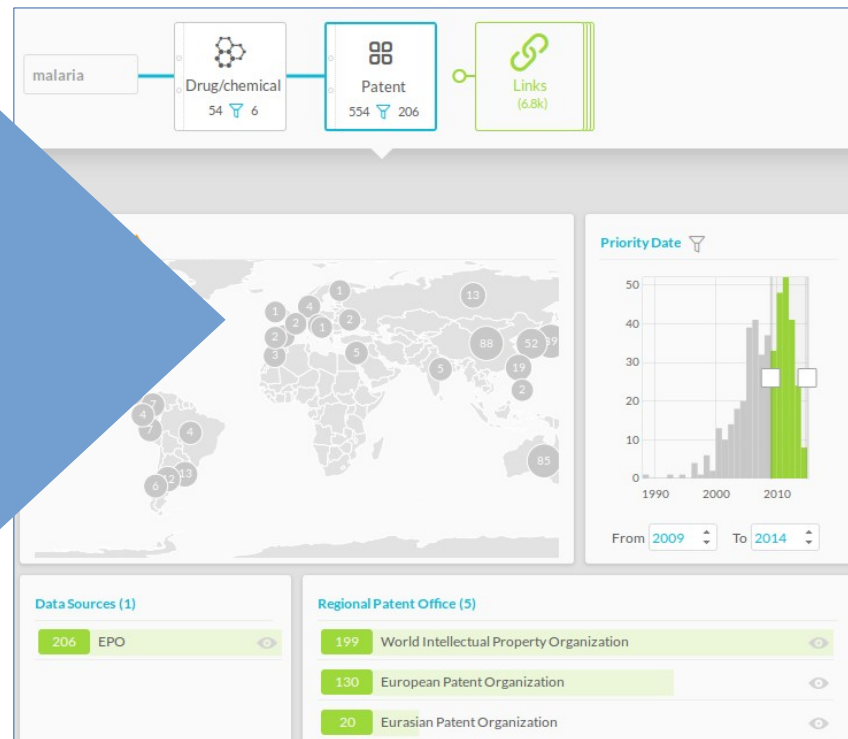 malaria
Drug/chemical
54 6
Patent
554 206
Links
(6.8k)
Priority Date
50
40
30
20
10
0
1990 2000 2010
From 2009 To 2014
1
4
1
2
2
1
2
3
5
13
88
52
39
19
5
2
7
4
7
4
13
12
6
85
Data Sources (1)
206 EPO
Regional Patent Office (5)
199 World Intellectual Property Organization
130 European Patent Organization
20 Eurasian Patent Organization